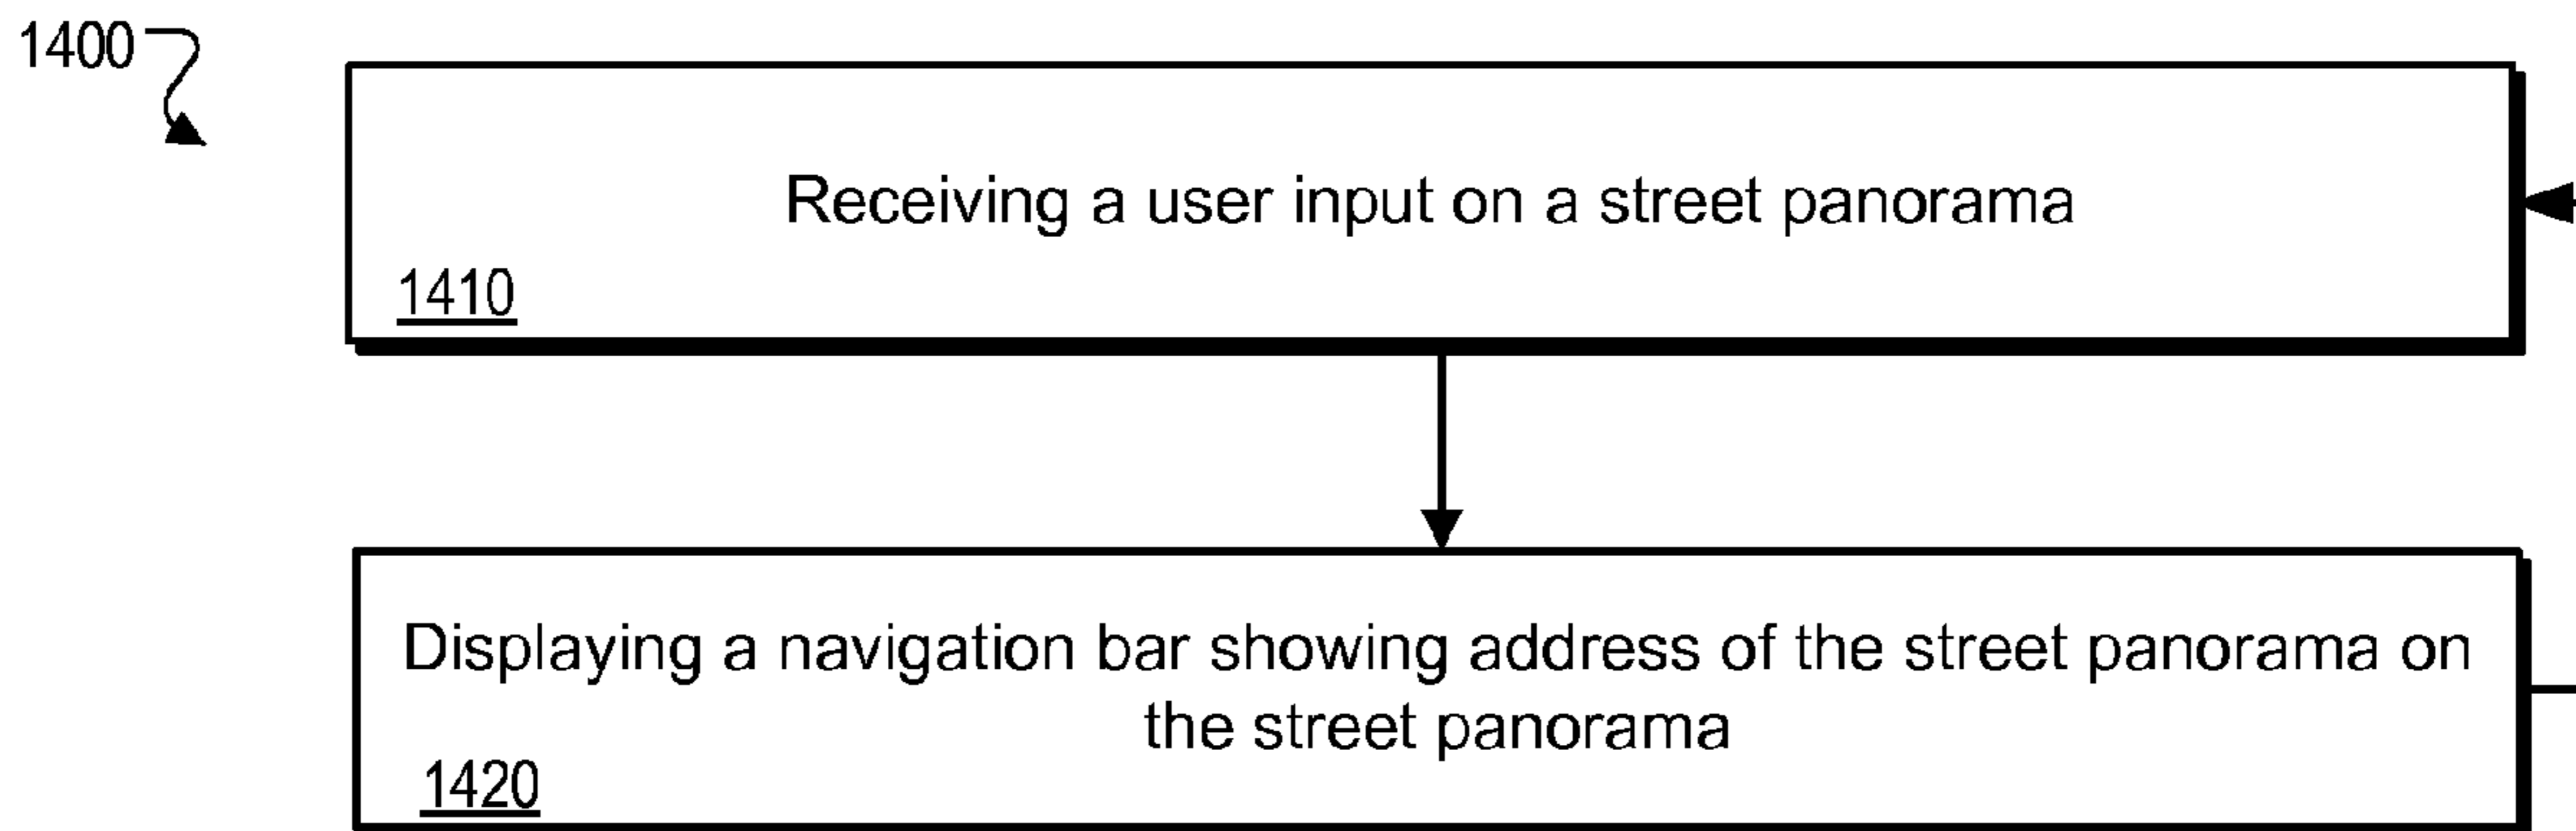 1400
Receiving a user input on a street panorama
1410
Displaying a navigation bar showing address of the street panorama on
the street panorama
1420